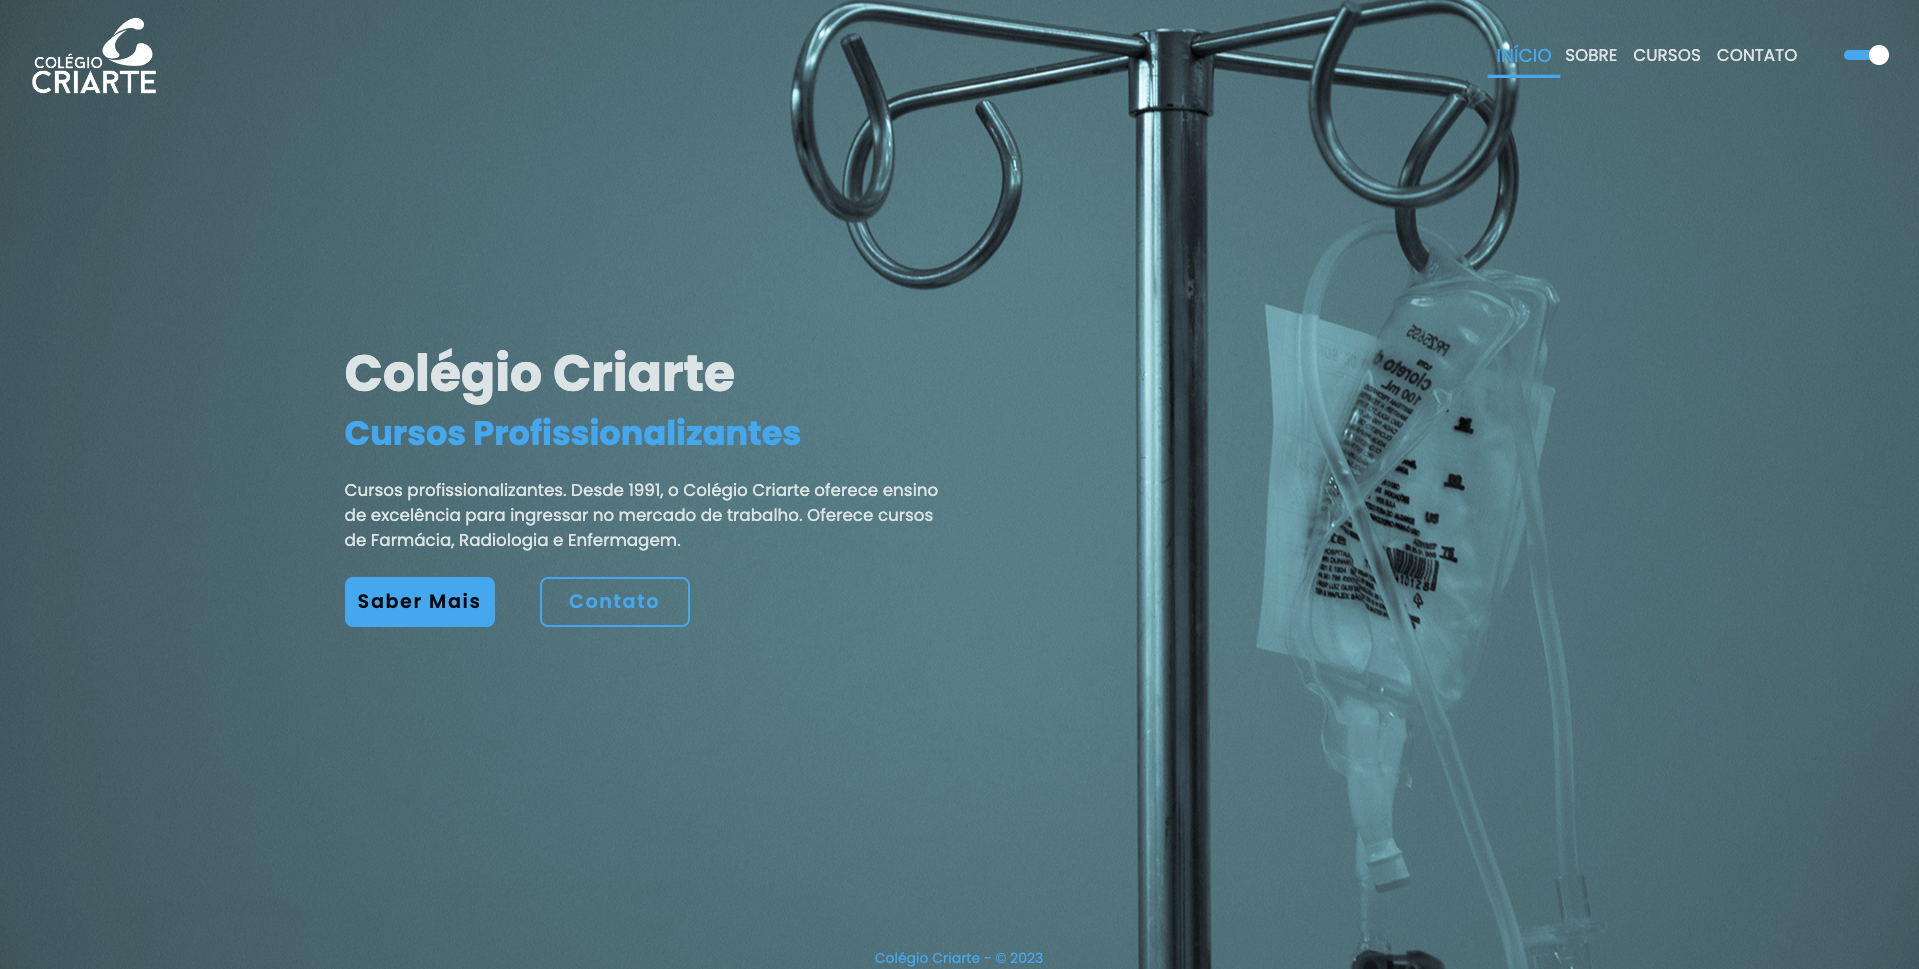 COLÉGIO
CRIARTE
INÍCIO SOBRE CURSOS CONTATO
Colégio Criarte
Cursos Profissionalizantes
Cursos profissionalizantes. Desde 1991, o Colégio Criarte oferece ensino
de excelência para ingressar no mercado de trabalho. Oferece cursos
de Farmácia, Radiologia e Enfermagem.
Saber Mais Contato
PR25655
cloreto
100 mL
Colégio Criarte - © 2023